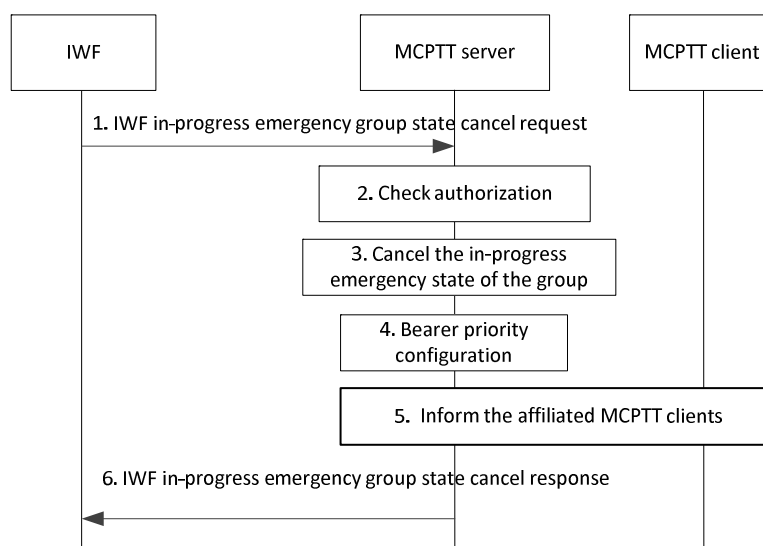 IWF
MCPTT server
MCPTT client
1. IWF in-progress emergency group state cancel request
2. Check authorization
3. Cancel the in-progress
emergency state of the group
4. Bearer priority
configuration
5. Inform the affiliated MCPTT clients
6. IWF in-progress emergency group state cancel response